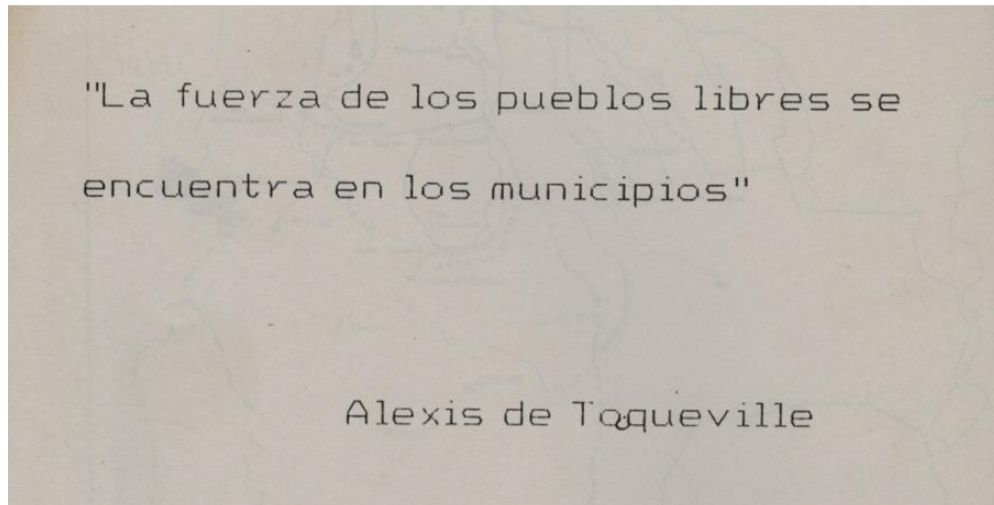 "La fuerza de los pueblos libres se
encuentra en los municipios"
Alexis de Toqueville